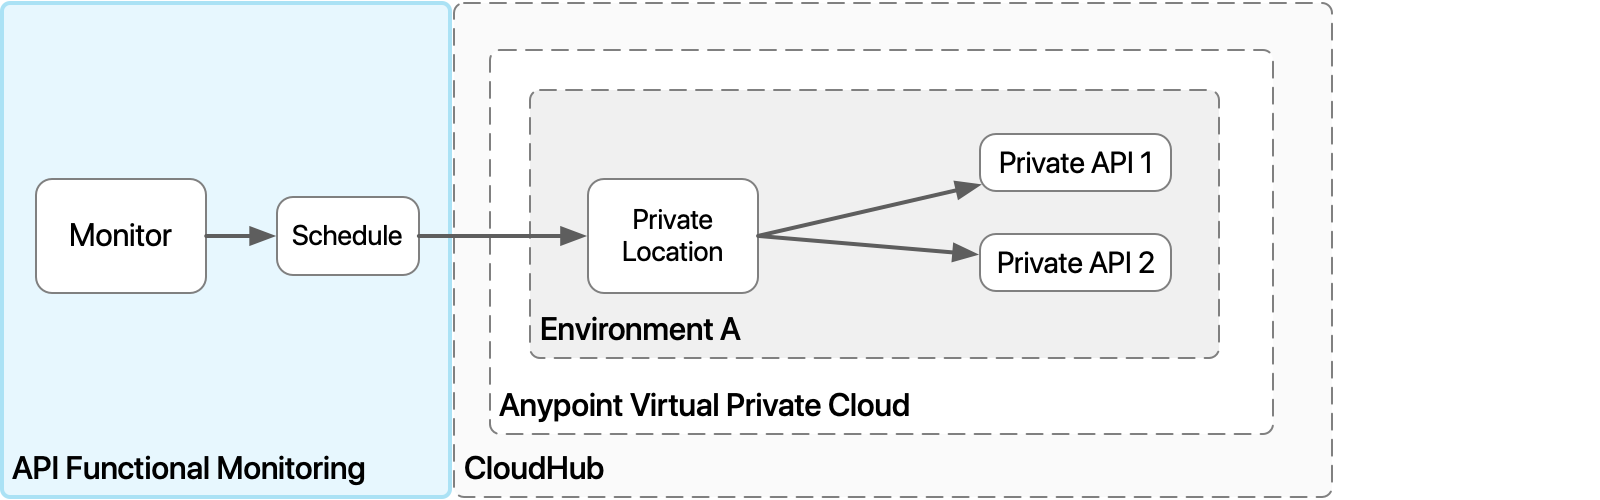 Monitor
Schedule
Private
Location
Private API 1
Private API 2
Environment A
Anypoint Virtual Private Cloud
API Functional Monitoring
CloudHub